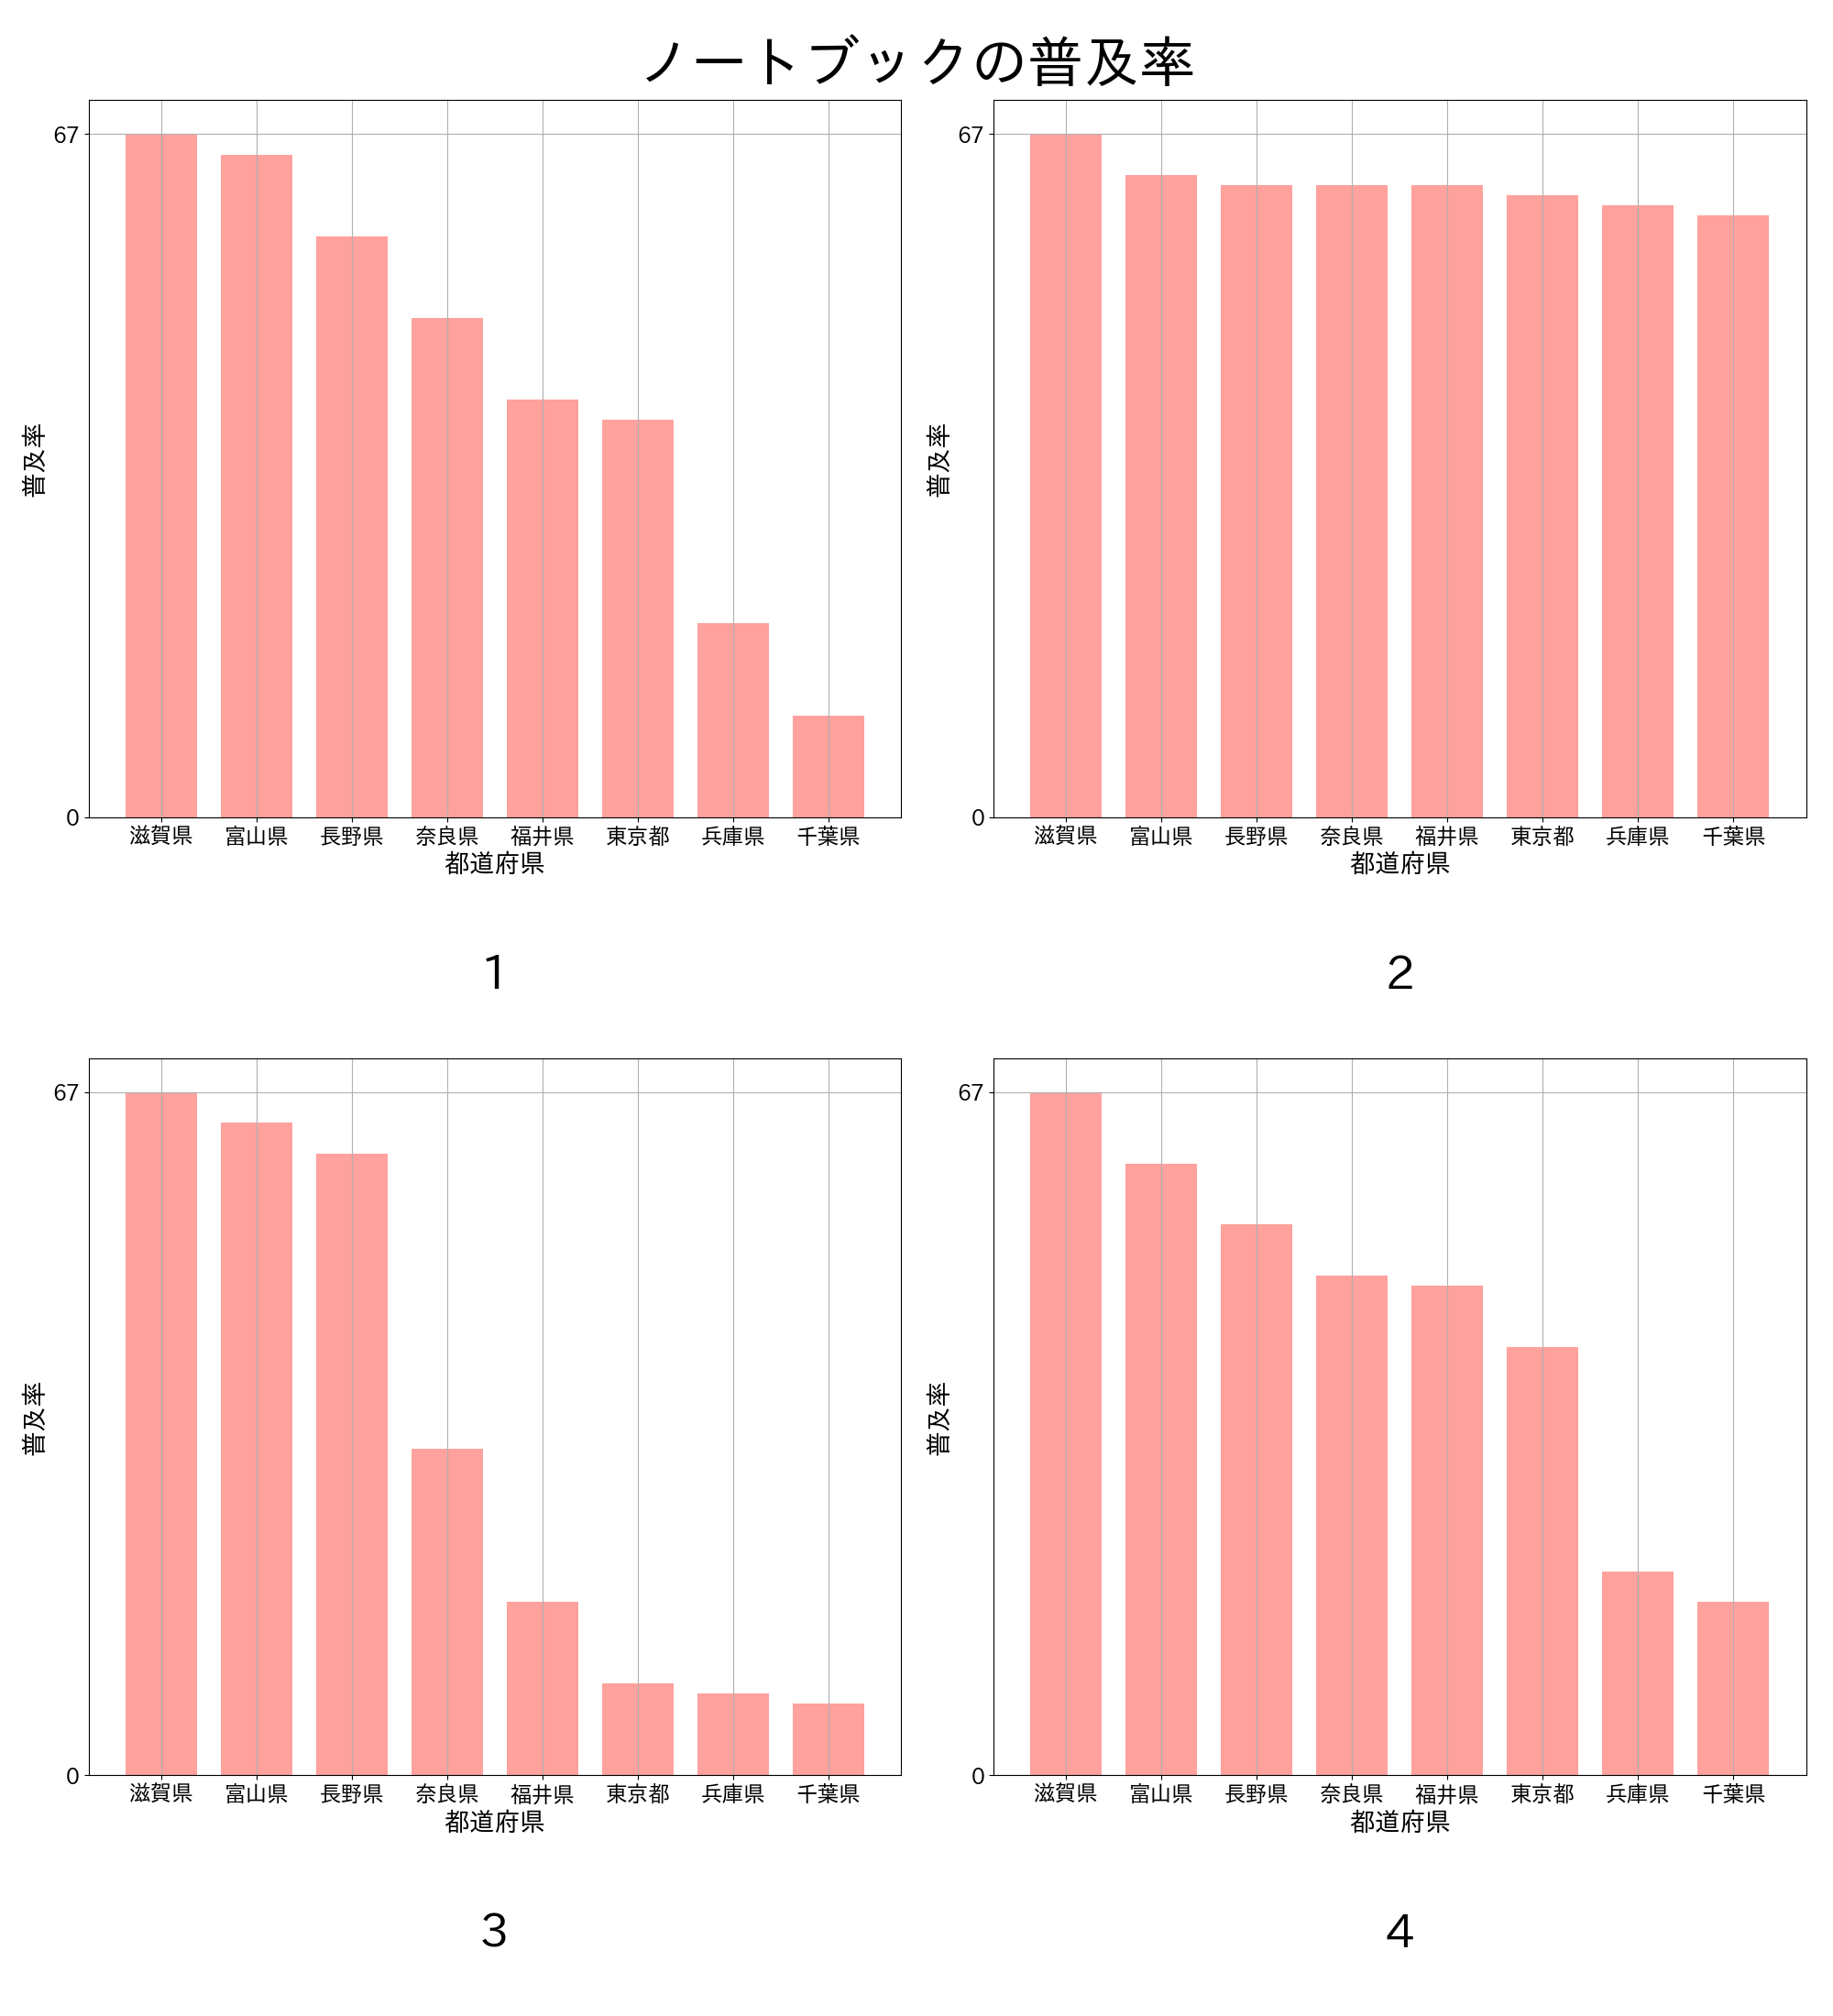 ノートブックの普及率
67
0
普及率
滋賀県 富山県 長野県 奈良県 福井県 東京都 兵庫県 千葉県
都道府県
1
67
0
普及率
滋賀県 富山県 長野県 奈良県 福井県 東京都 兵庫県 千葉県
都道府県
2
67
0
普及率
滋賀県 富山県 長野県 奈良県 福井県 東京都 兵庫県 千葉県
都道府県
3
67
0
普及率
滋賀県 富山県 長野県 奈良県 福井県 東京都 兵庫県 千葉県
都道府県
4